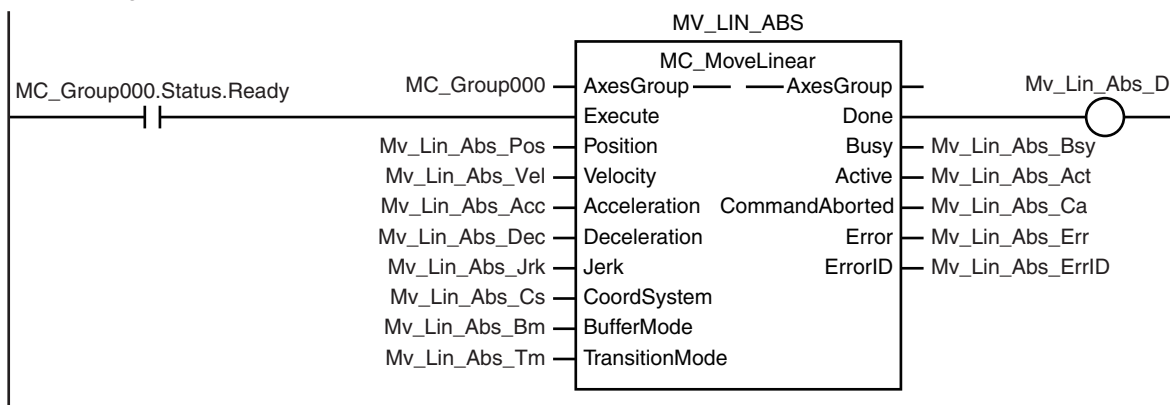 MV_LIN_ABS
MC_MoveLinear
MC_Group000.Status.Ready MC_Group000 AxesGroup AxesGroup Mv_Lin_Abs_D
Execute Done
Mv_Lin_Abs_Pos Position Busy Mv_Lin_Abs_Bsy
Mv_Lin_Abs_Vel Velocity Active Mv_Lin_Abs_Act
Mv_Lin_Abs_Acc Acceleration CommandAborted Mv_Lin_Abs_Ca
Mv_Lin_Abs_Dec Deceleration Error Mv_Lin_Abs_Err
Mv_Lin_Abs_Jrk Jerk ErrorID Mv_Lin_Abs_ErrID
Mv_Lin_Abs_Cs CoordSystem
Mv_Lin_Abs_Bm BufferMode
Mv_Lin_Abs_Tm TransitionMode